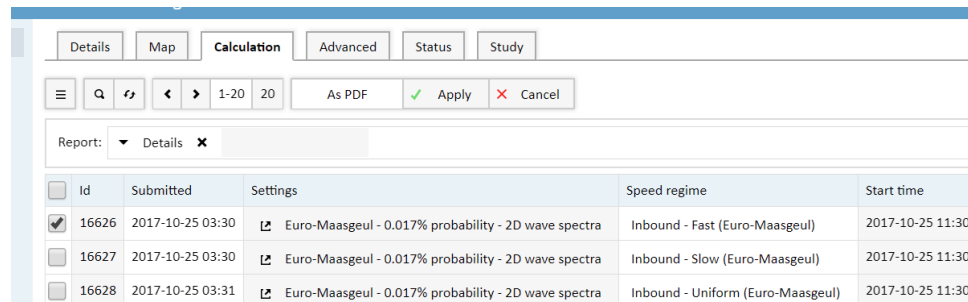 Details Map Calculation Advanced Status Study
1-20 20 As PDF Apply Cancel
Report: Details
Id Submitted Settings Speed regime Start time
16626 2017-10-25 03:30 Euro-Maasgeul - 0.017% probability - 2D wave spectra Inbound - Fast (Euro-Maasgeul) 2017-10-25 11:30
16627 2017-10-25 03:30 Euro-Maasgeul - 0.017% probability - 2D wave spectra Inbound - Slow (Euro-Maasgeul) 2017-10-25 11:30
16628 2017-10-25 03:31 Euro-Maasgeul - 0.017% probability - 2D wave spectra Inbound - Uniform (Euro-Maasgeul) 2017-10-25 11:30